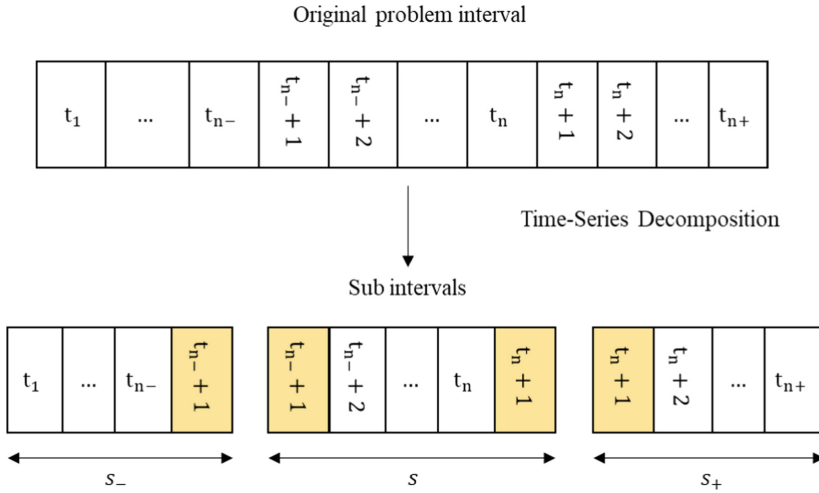 Original problem interval
t₁ ... tₙ₋ tₙ₋ + 1 tₙ₋ + 2 ... tₙ tₙ + 1 tₙ + 2 ... tₙ₊
Time-Series Decomposition
Sub intervals
t₁ ... tₙ₋ tₙ₋ + 1 tₙ₋ + 1 tₙ₋ + 2 ... tₙ tₙ + 1 tₙ + 1 tₙ + 2 ... tₙ₊
s₋ s s₊